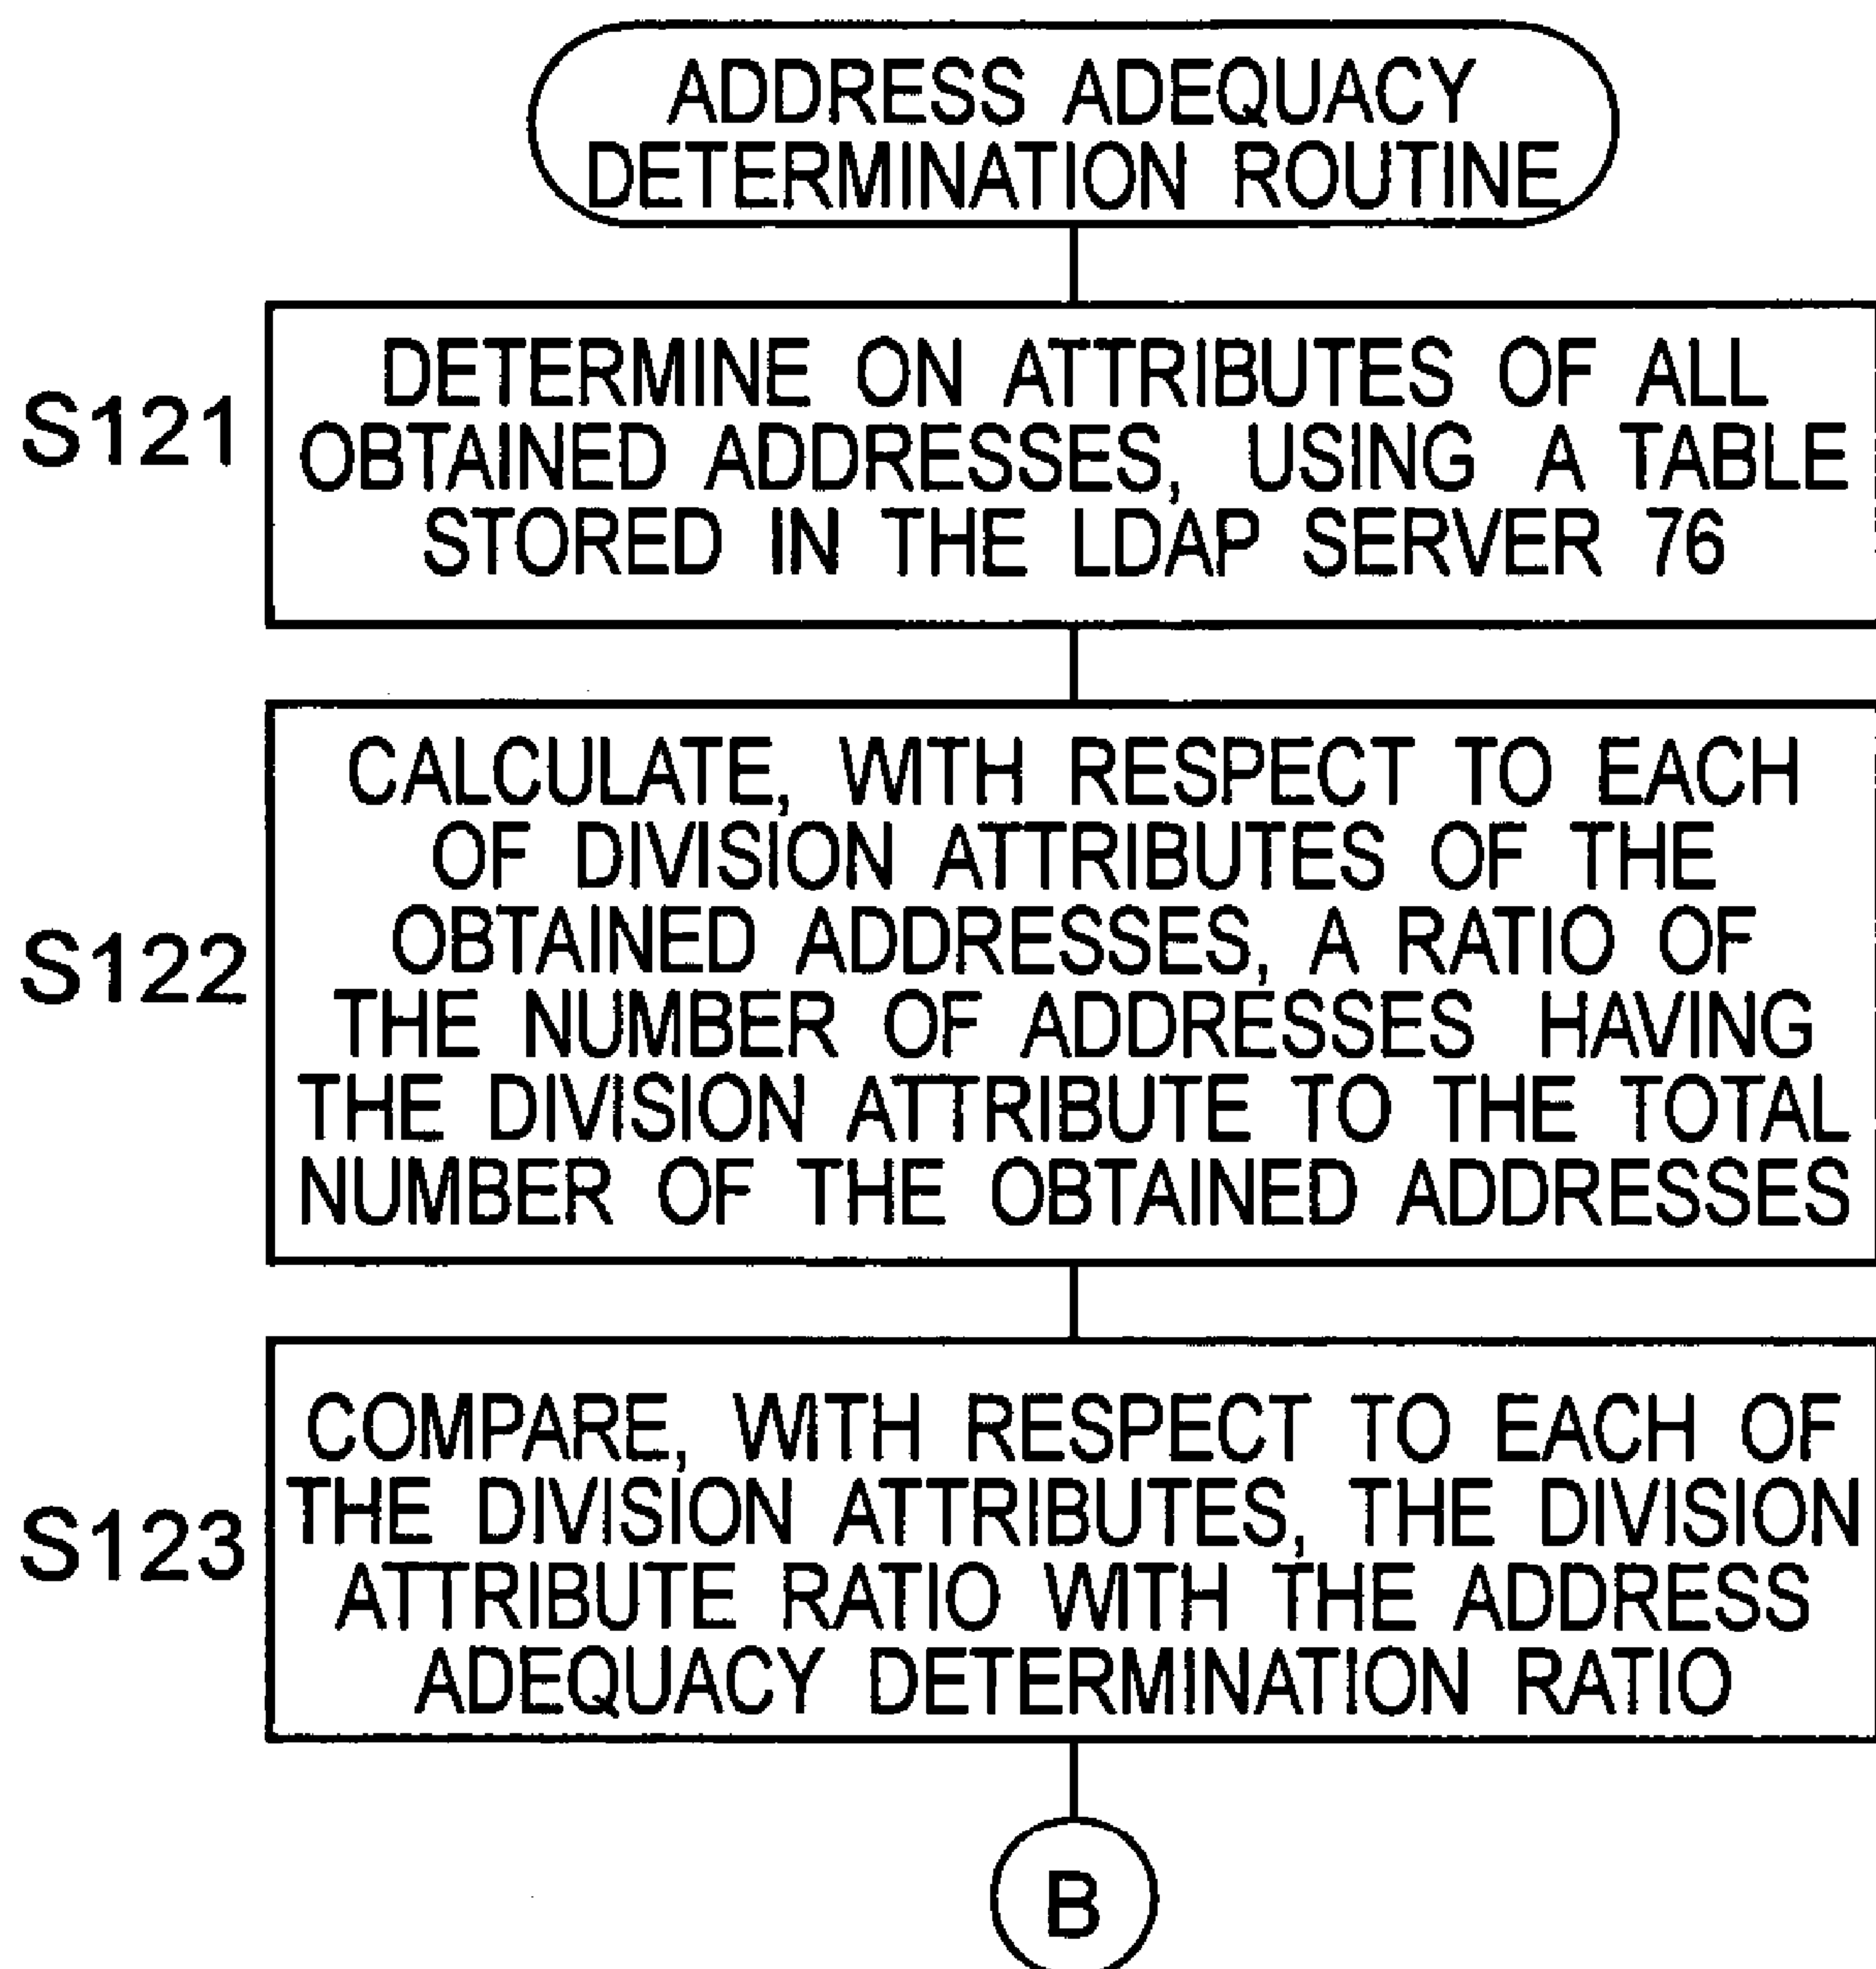 ADDRESS ADEQUACY
DETERMINATION ROUTINE
S121
DETERMINE ON ATTRIBUTES OF ALL
OBTAINED ADDRESSES, USING A TABLE
STORED IN THE LDAP SERVER 76
S122
CALCULATE, WITH RESPECT TO EACH
OF DIVISION ATTRIBUTES OF THE
OBTAINED ADDRESSES, A RATIO OF
THE NUMBER OF ADDRESSES HAVING
THE DIVISION ATTRIBUTE TO THE TOTAL
NUMBER OF THE OBTAINED ADDRESSES
S123
COMPARE, WITH RESPECT TO EACH OF
THE DIVISION ATTRIBUTES, THE DIVISION
ATTRIBUTE RATIO WITH THE ADDRESS
ADEQUACY DETERMINATION RATIO
B